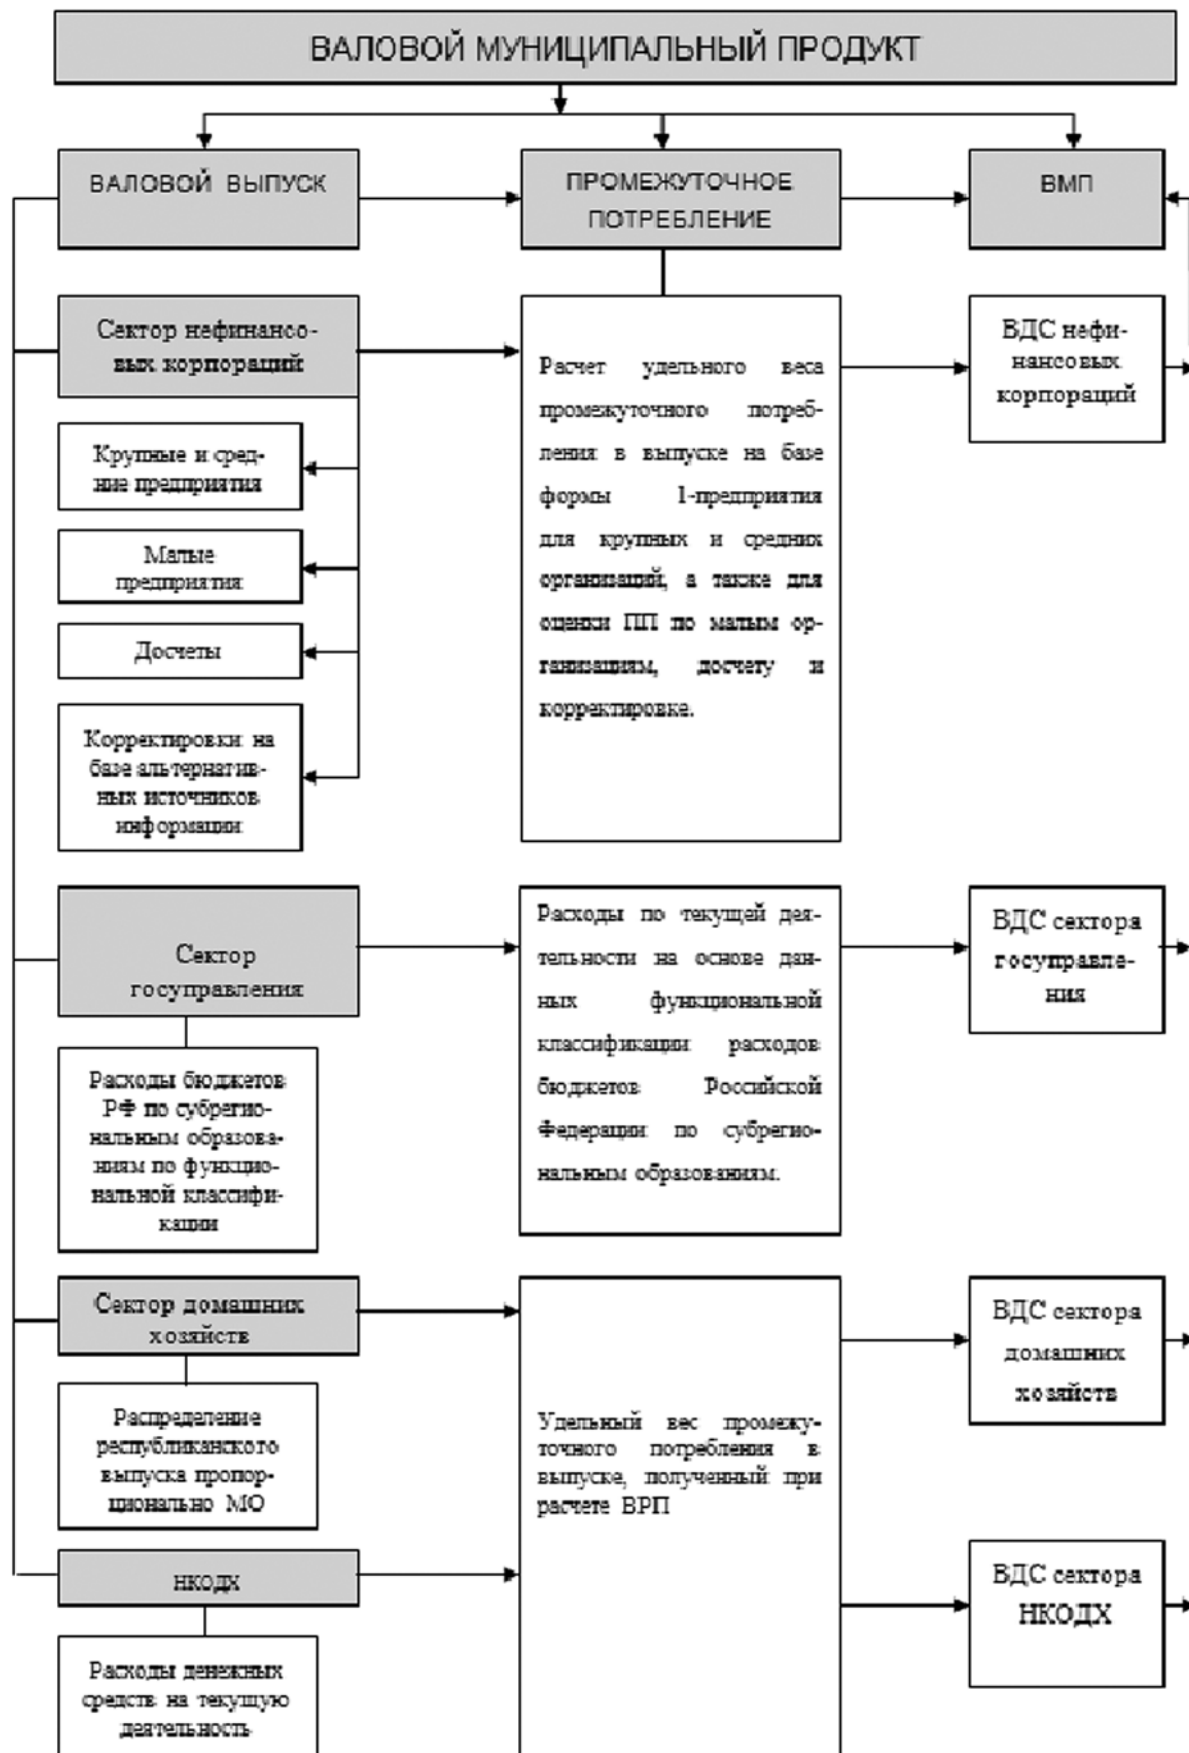 ВАЛОВОЙ МУНИЦИПАЛЬНЫЙ ПРОДУКТ
ВАЛОВОЙ ВЫПУСК
ПРОМЕЖУТОЧНОЕ
ПОТРЕБЛЕНИЕ
ВМП
Сектор нефинансо-
вых корпораций
Крупные и сред-
ние предприятия
Малые
предприятия
Досчеты
Корректировки на
базе альтернатив-
ных источников
информации
Расчет удельного веса
промежуточного потреб-
ления в выпуске на базе
формы 1-предприятия
для крупных и средних
организаций, а также для
оценки ПП по малым ор-
ганизациям, досчету и
корректировке.
ВДС нефи-
нансовых
корпораций
Сектор
госуправления
Расходы бюджетов
РФ по субрегио-
нальным образова-
ниям по функцио-
нальной классифи-
кации
Расходы по текущей дея-
тельности на основе дан-
ных функциональной
классификации расходов
бюджетов Российской
Федерации по субрегио-
нальным образованиям.
ВДС сектора
госуправле-
ния
Сектор домашних
хозяйств
Распределение
республиканского
выпуска пропор-
ционально МО
НКОДХ
Расходы денежных
средств на текущую
деятельность
Удельный вес промежу-
точного потребления в
выпуске, полученный при
расчете ВРП
ВДС сектора
домашних
хозяйств
ВДС сектора
НКОДХ